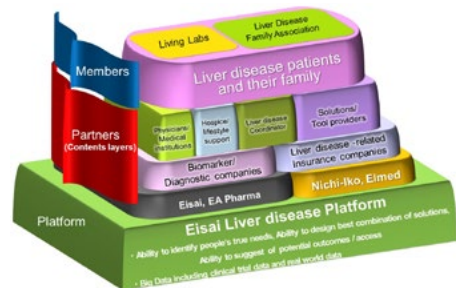 Living Labs
Liver Disease
Family Association
Members
Liver disease patients
and their family
Partners
(Contents layers)
Physicians/
Medical
institutions
Hospice/
lifestyle
support
Liver disease
Coordinator
Solutions/
Tool providers
Biomarker/
Diagnostic companies
Liver disease-related
Insurance companies
Eisai, EA Pharma
Nichi-Iko, Elmed
Platform
Eisai Liver disease Platform
• Ability to identify people's true needs, Ability to design best combination of solutions,
Ability to suggest of potential outcomes / access
• Big Data including clinical trial data and real world data